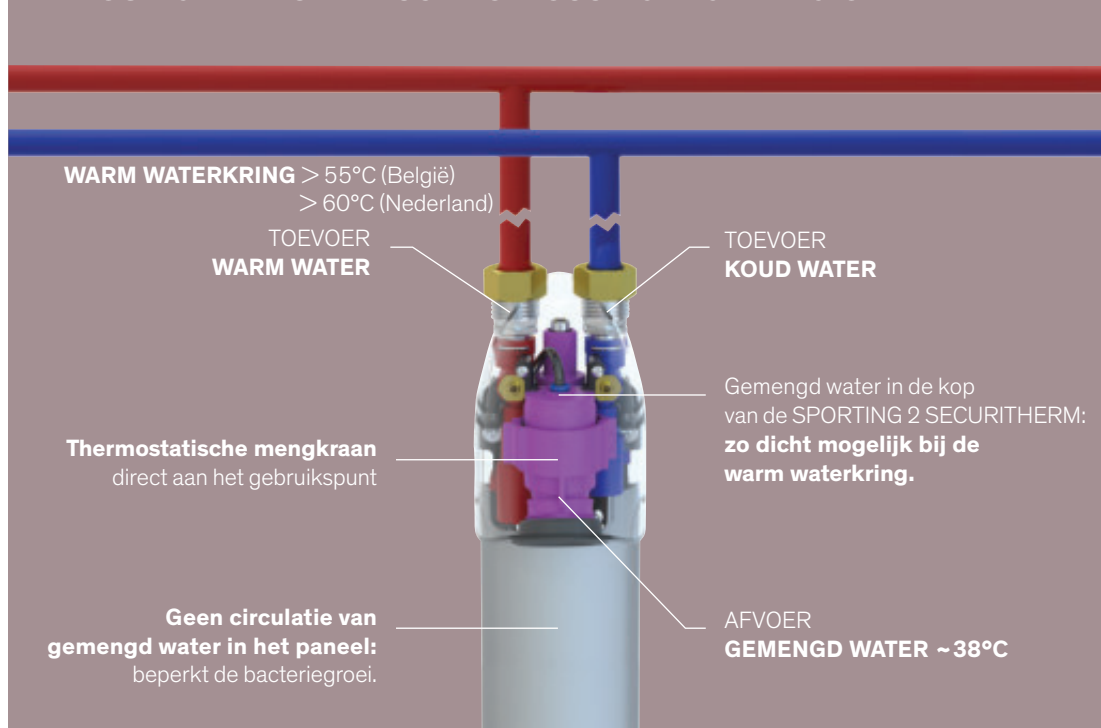 WARM WATERKRING > 55°C (België)
> 60°C (Nederland)
TOEVOER
WARM WATER
TOEVOER
KOUD WATER
Gemengd water in de kop
van de SPORTING 2 SECURITHERM:
zo dicht mogelijk bij de
warm waterkring.
Thermostatische mengkraan
direct aan het gebruikspunt
Geen circulatie van
gemengd water in het paneel:
beperkt de bacteriegroei.
AFVOER
GEMENGD WATER ~38°C